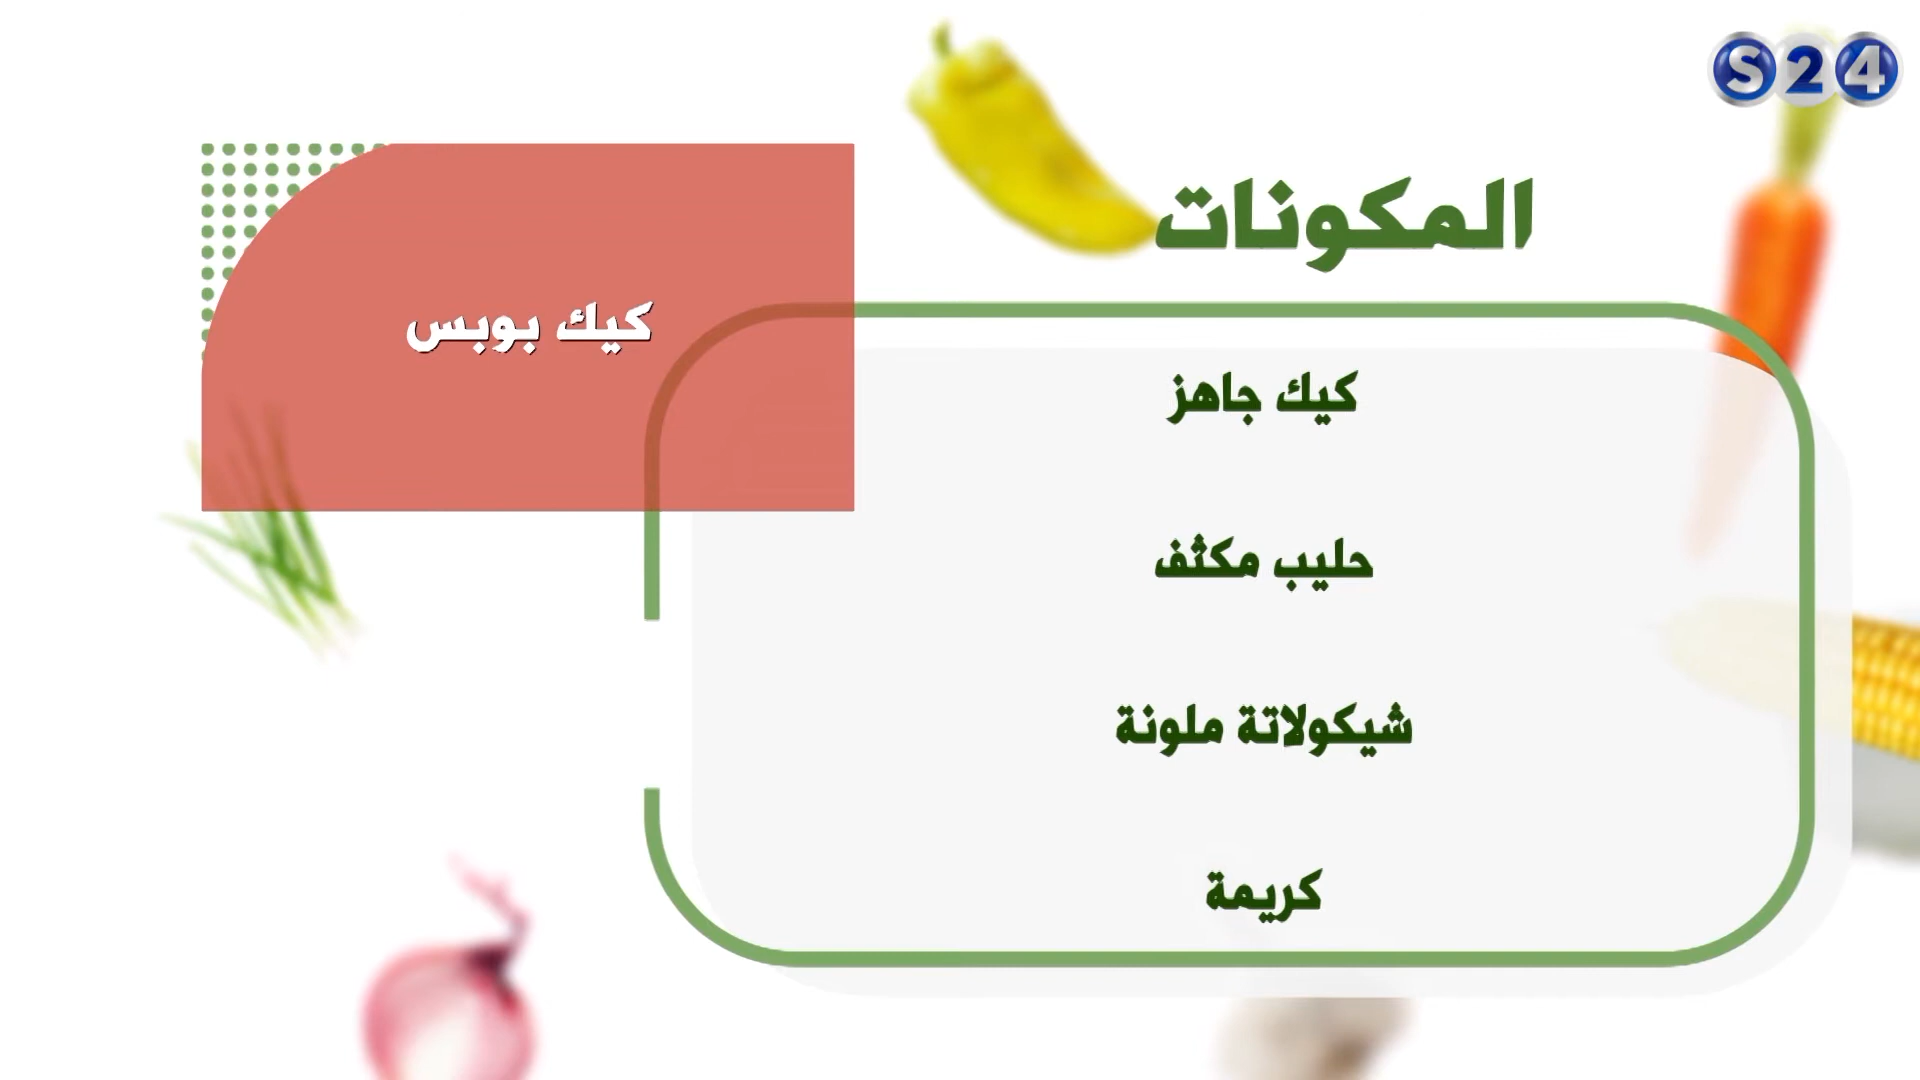 S24
المكونات
كيك بوبس
كيك جاهز
حليب مكثف
شيكولاتة ملونة
كريمة